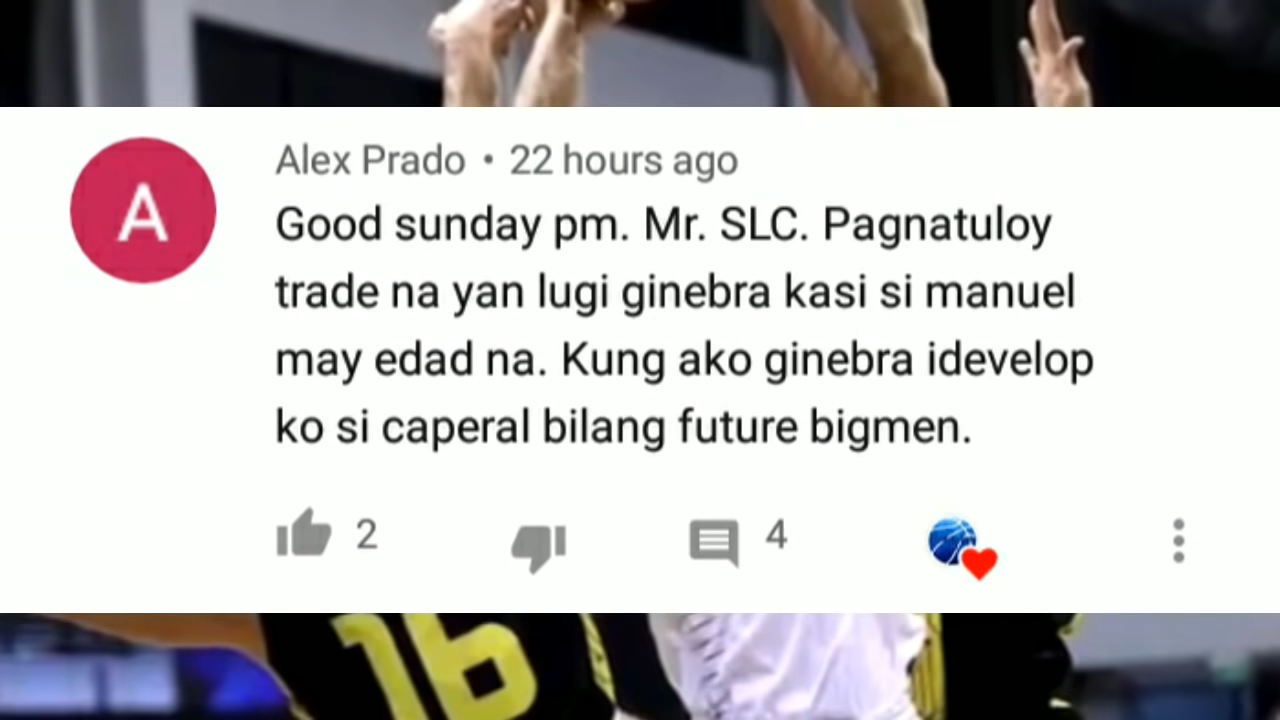 A
Alex Prado • 22 hours ago
Good sunday pm. Mr. SLC. Pagnatuloy
trade na yan lugi ginebra kasi si manuel
may edad na. Kung ako ginebra idevelop
ko si caperal bilang future bigmen.
2
4
16